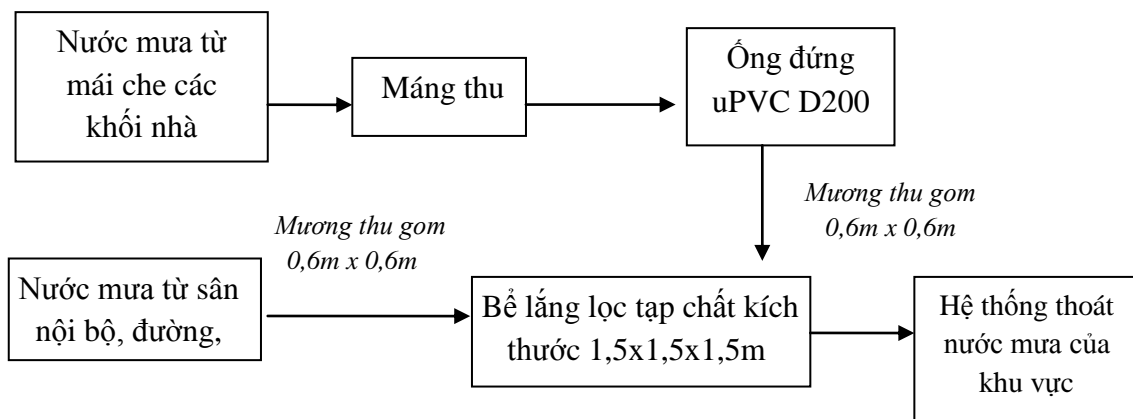 Nước mưa từ
mái che các
khối nhà
Máng thu
Ống đứng
uPVC D200
Mương thu gom
0,6m x 0,6m
Mương thu gom
0,6m x 0,6m
Nước mưa từ sân
nội bộ, đường,
Bể lắng lọc tạp chất kích
thước 1,5x1,5x1,5m
Hệ thống thoát
nước mưa của
khu vực